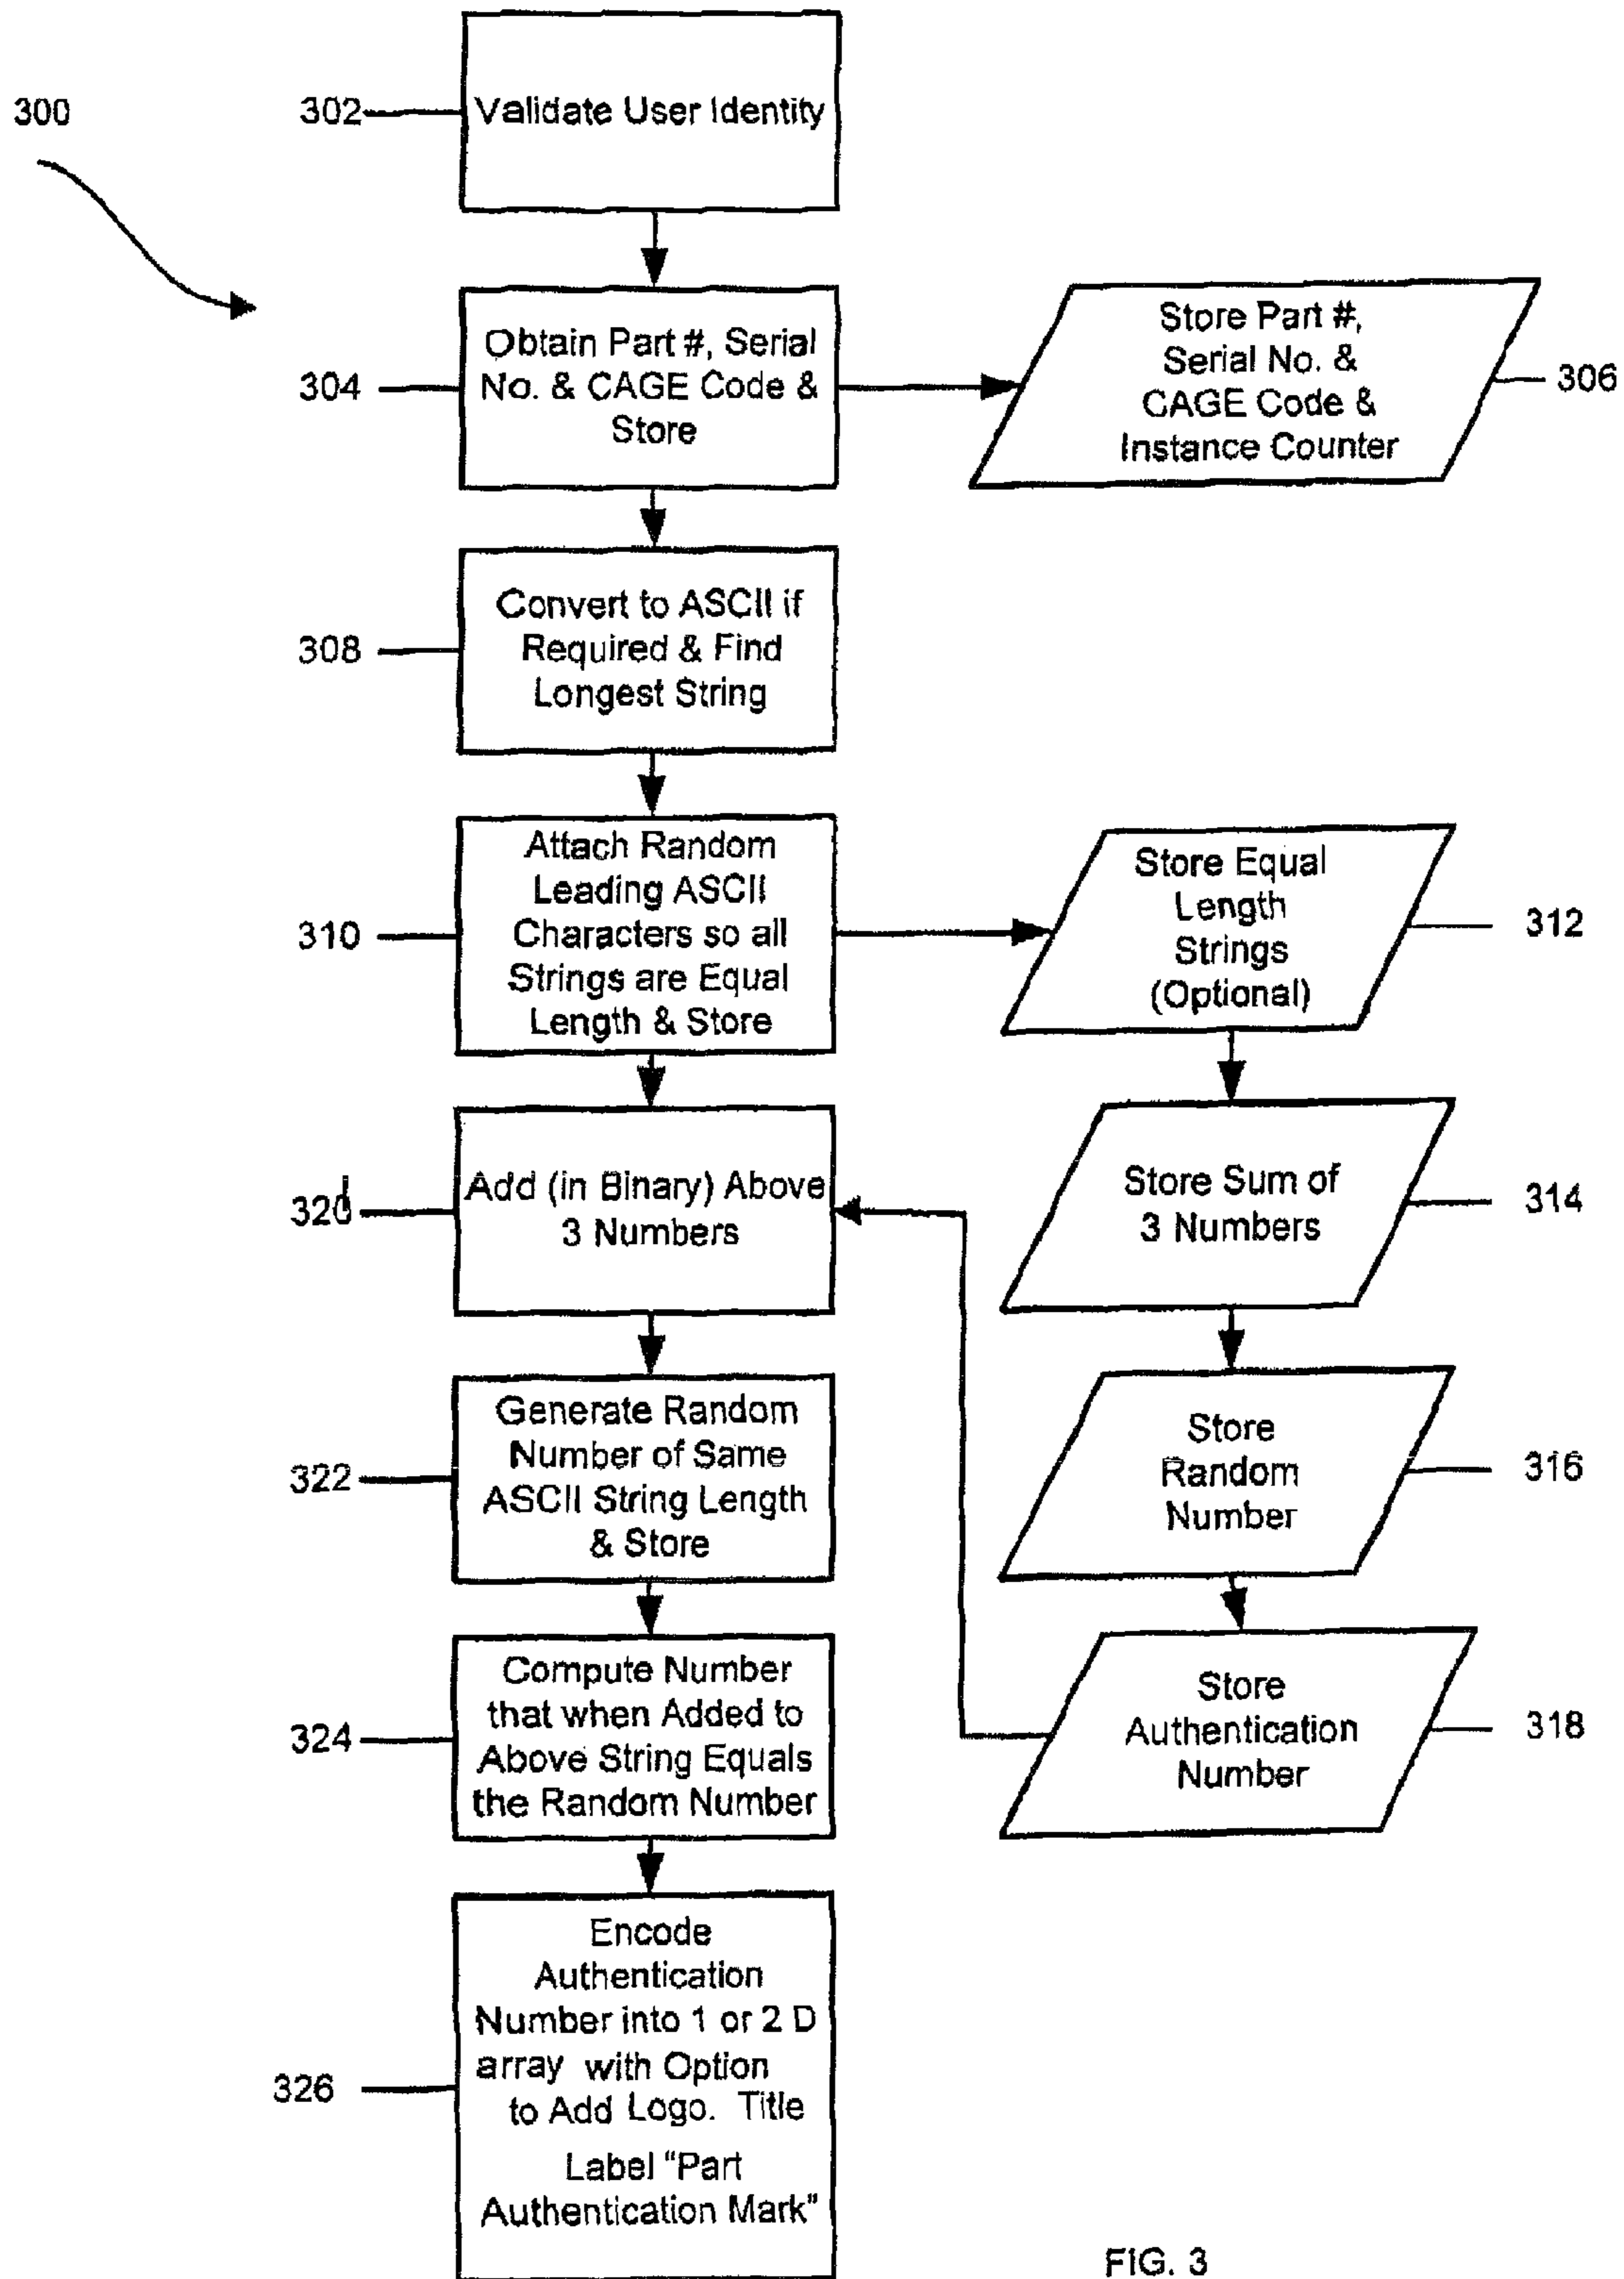 300
302
Validate User Identity
304
Obtain Part #, Serial
No. & CAGE Code &
Store
Store Part #,
Serial No. &
CAGE Code &
Instance Counter
306
308
Convert to ASCII if
Required & Find
Longest String
310
Attach Random
Leading ASCII
Characters so all
Strings are Equal
Length & Store
Store Equal
Length
Strings
(Optional)
312
320
Add (in Binary) Above
3 Numbers
Store Sum of
3 Numbers
314
322
Generate Random
Number of Same
ASCII String Length
& Store
Store
Random
Number
316
324
Compute Number
that when Added to
Above String Equals
the Random Number
Store
Authentication
Number
318
326
Encode
Authentication
Number into 1 or 2 D
array with Option
to Add Logo. Title
Label "Part
Authentication Mark"
FIG. 3